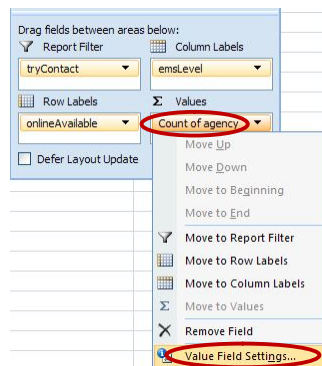 Drag fields between areas below:
Report Filter
Column Labels
tryContact
emsLevel
Row Labels
Σ Values
onlineAvailable
Count of agency
Defer Layout Update
Move Up
Move Down
Move to Beginning
Move to End
Move to Report Filter
Move to Row Labels
Move to Column Labels
Σ Move to Values
Remove Field
Value Field Settings...